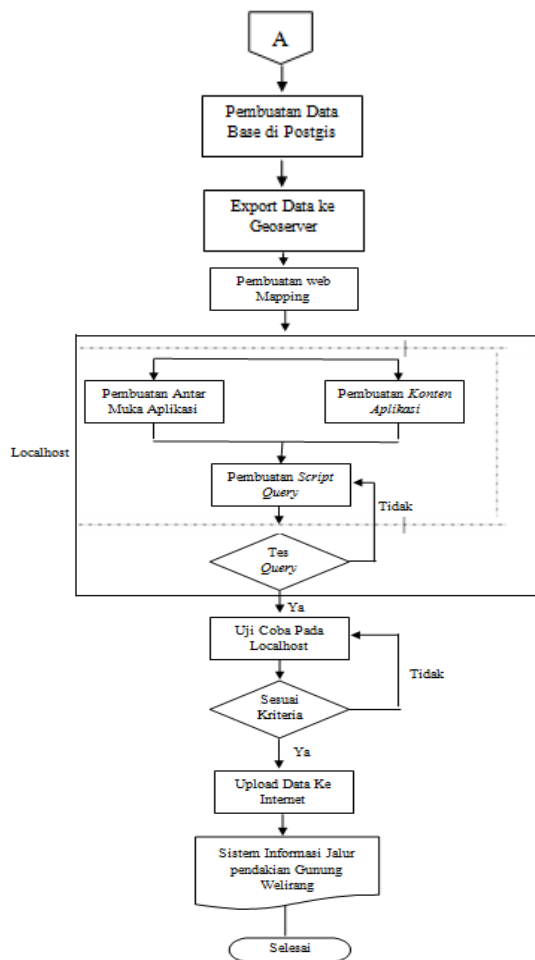 A
Pembuatan Data
Base di Postgis
Export Data ke
Geoserver
Pembuatan web
Mapping
Pembuatan Antar
Muka Aplikasi
Pembuatan Konten
Aplikasi
Localhost
Pembuatan Script
Query
Tidak
Tes
Query
Ya
Uji Coba Pada
Localhost
Tidak
Sesuai
Kriteria
Ya
Upload Data Ke
Internet
Sistem Informasi Jalur
pendakian Gunung
Welirang
Selesai